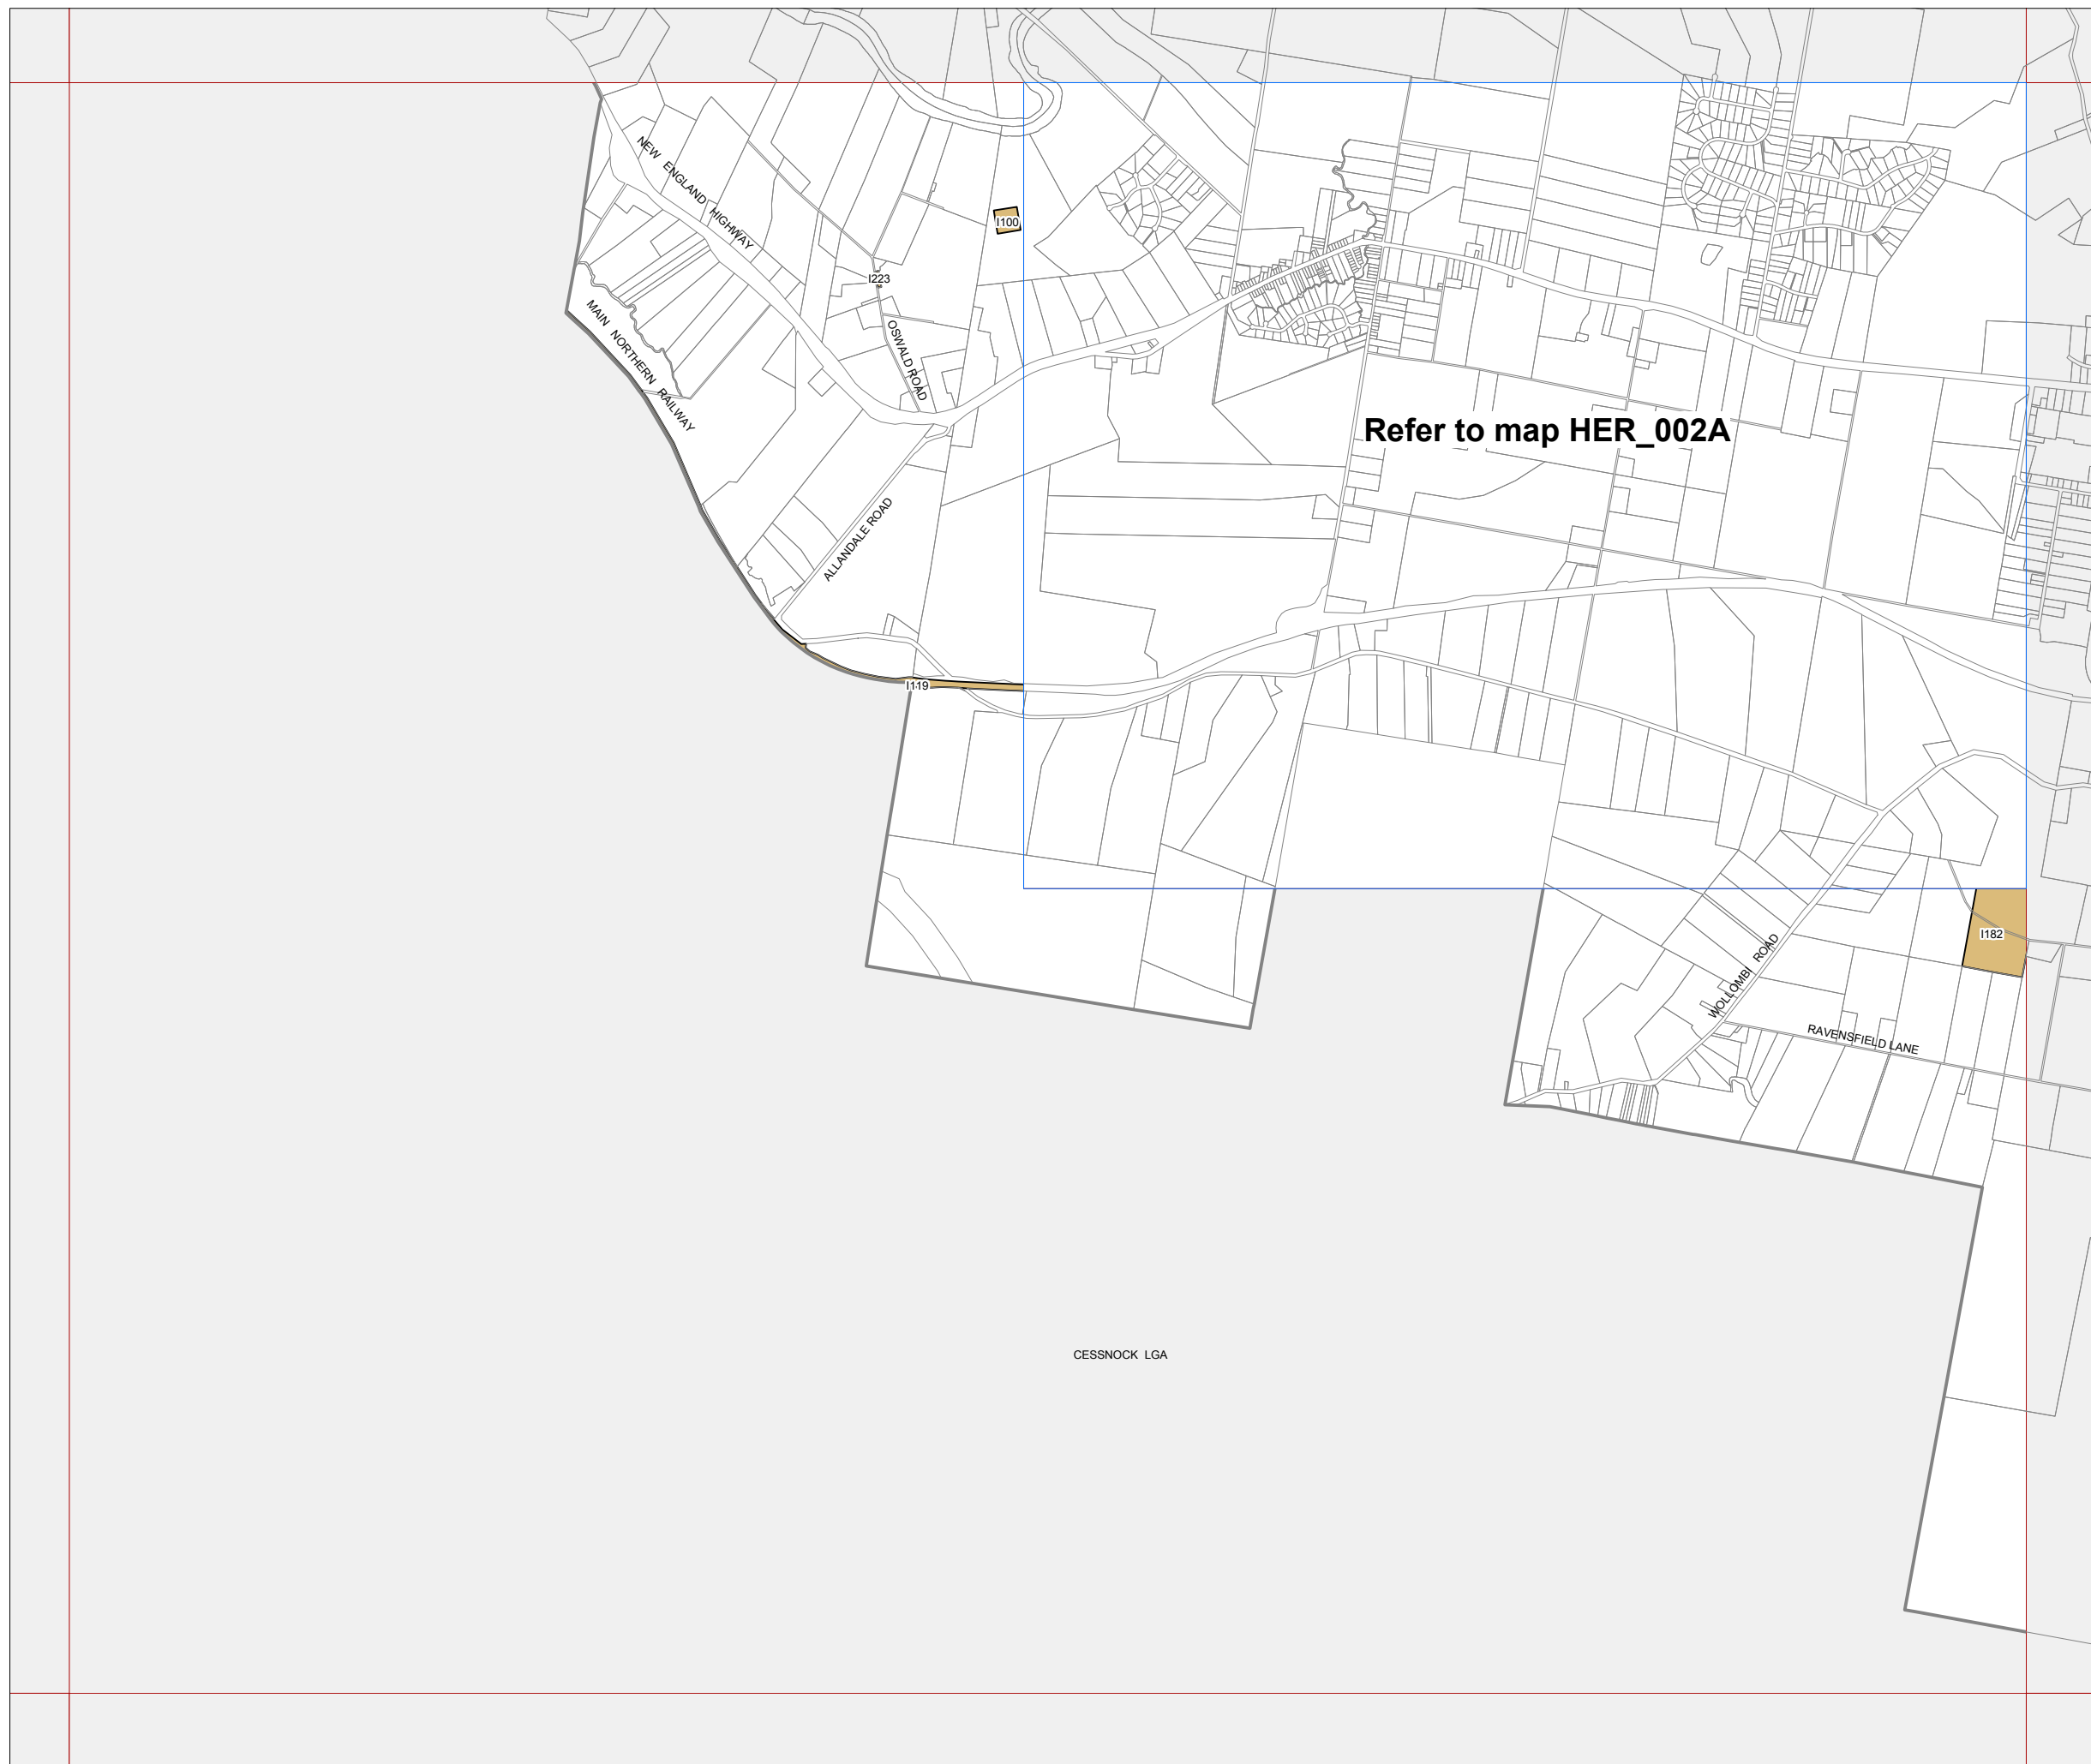 NEW ENGLAND HIGHWAY
I100
I223
MAIN NORTHERN RAILWAY
OSWALD ROAD
Refer to map HER_002A
ALLANDALE ROAD
I119
I182
WOLLOMBI ROAD
RAVENSFIELD LANE
CESSNOCK LGA